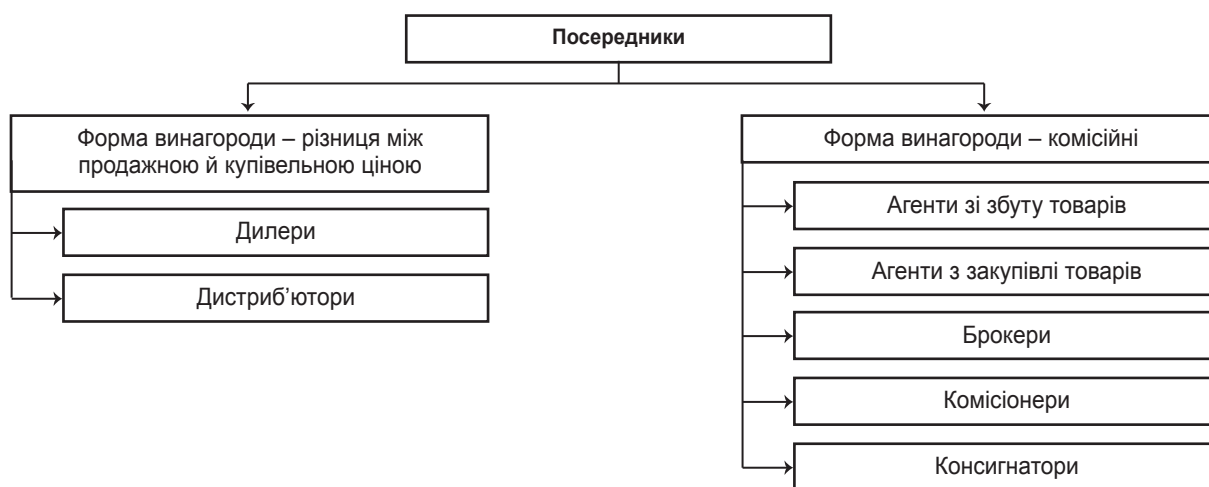 Посередники
Форма винагороди – різниця між
продажною й купівельною ціною
Дилери
Дистриб’ютори
Форма винагороди – комісійні
Агенти зі збуту товарів
Агенти з закупівлі товарів
Брокери
Комісіонери
Консигнатори